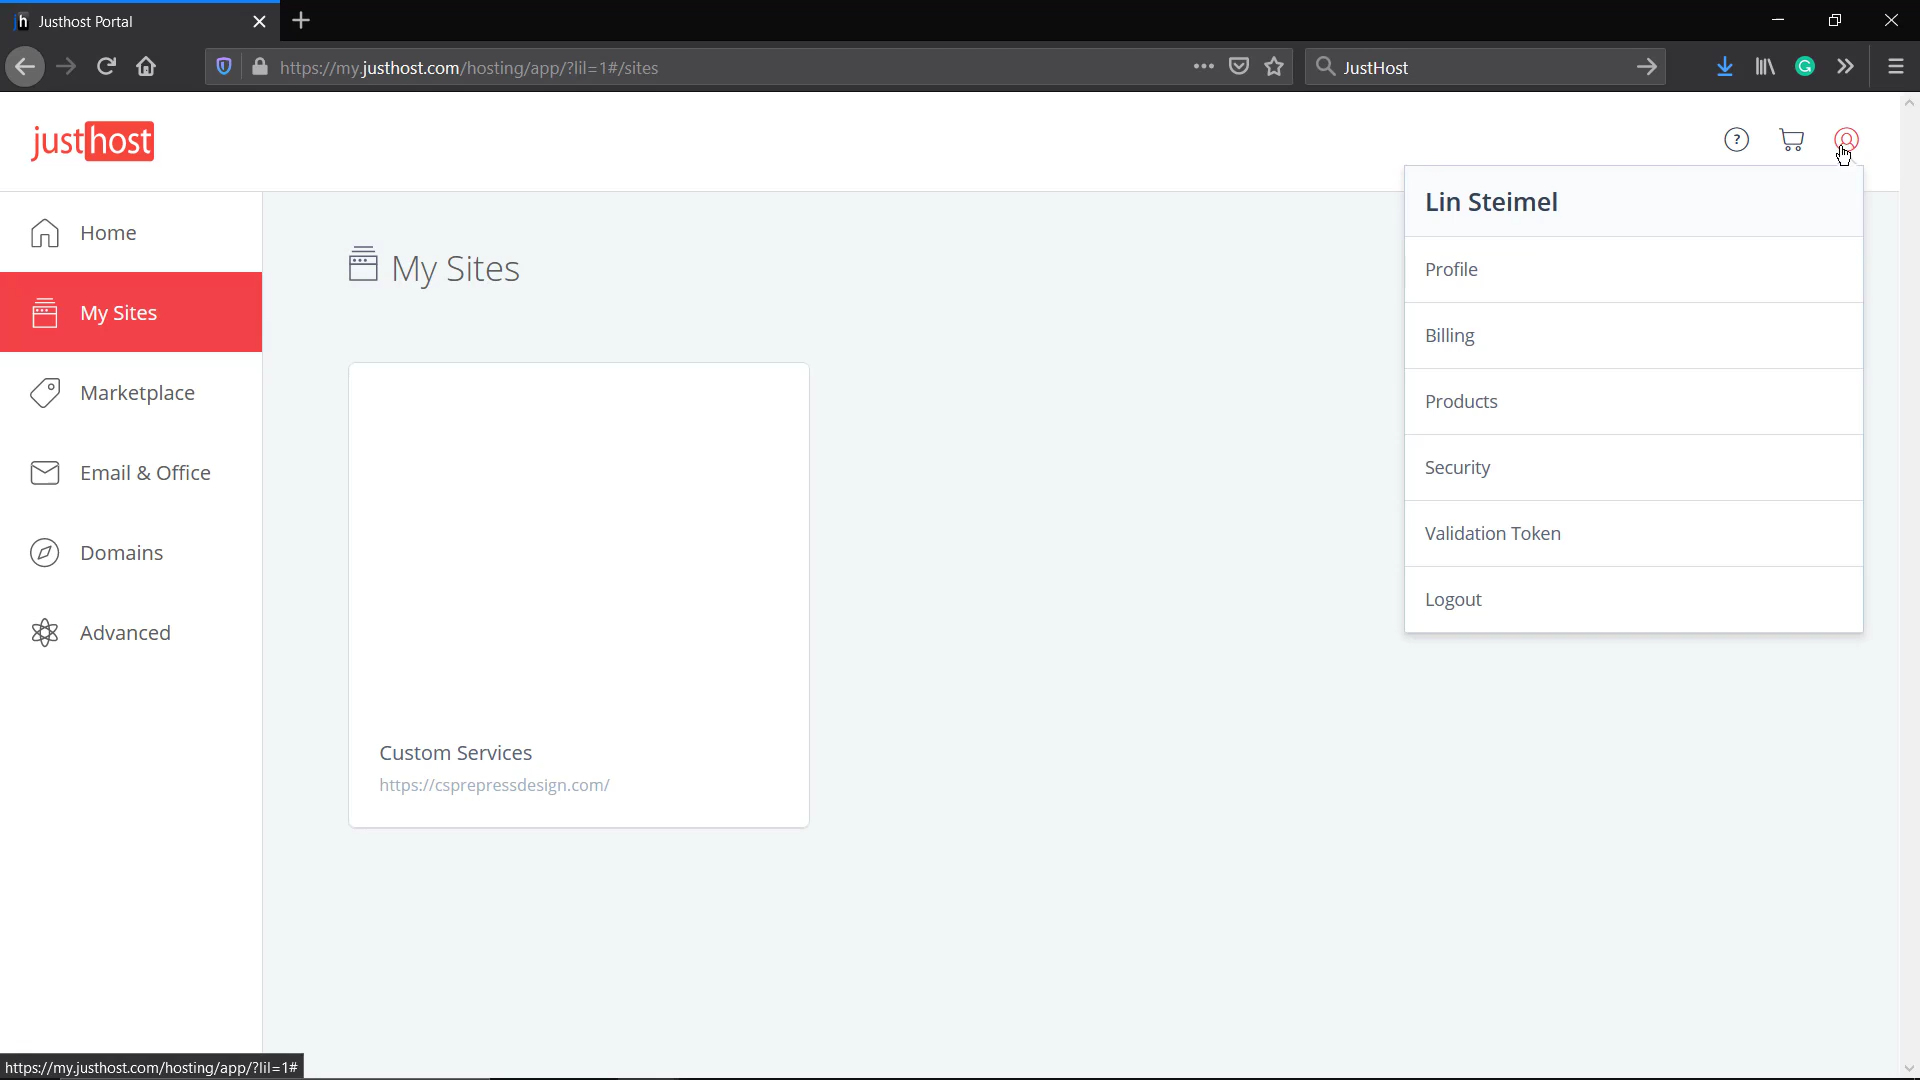 Justhost Portal
https://my.justhost.com/hosting/app/?lil=1#/sites
JustHost
justhost
?
Lin Steimel
Profile
Billing
Products
Security
Validation Token
Logout
Home
My Sites
Marketplace
Email & Office
Domains
Advanced
My Sites
Custom Services
https://csprepressdesign.com/
https://my.justhost.com/hosting/app/?lil=1#